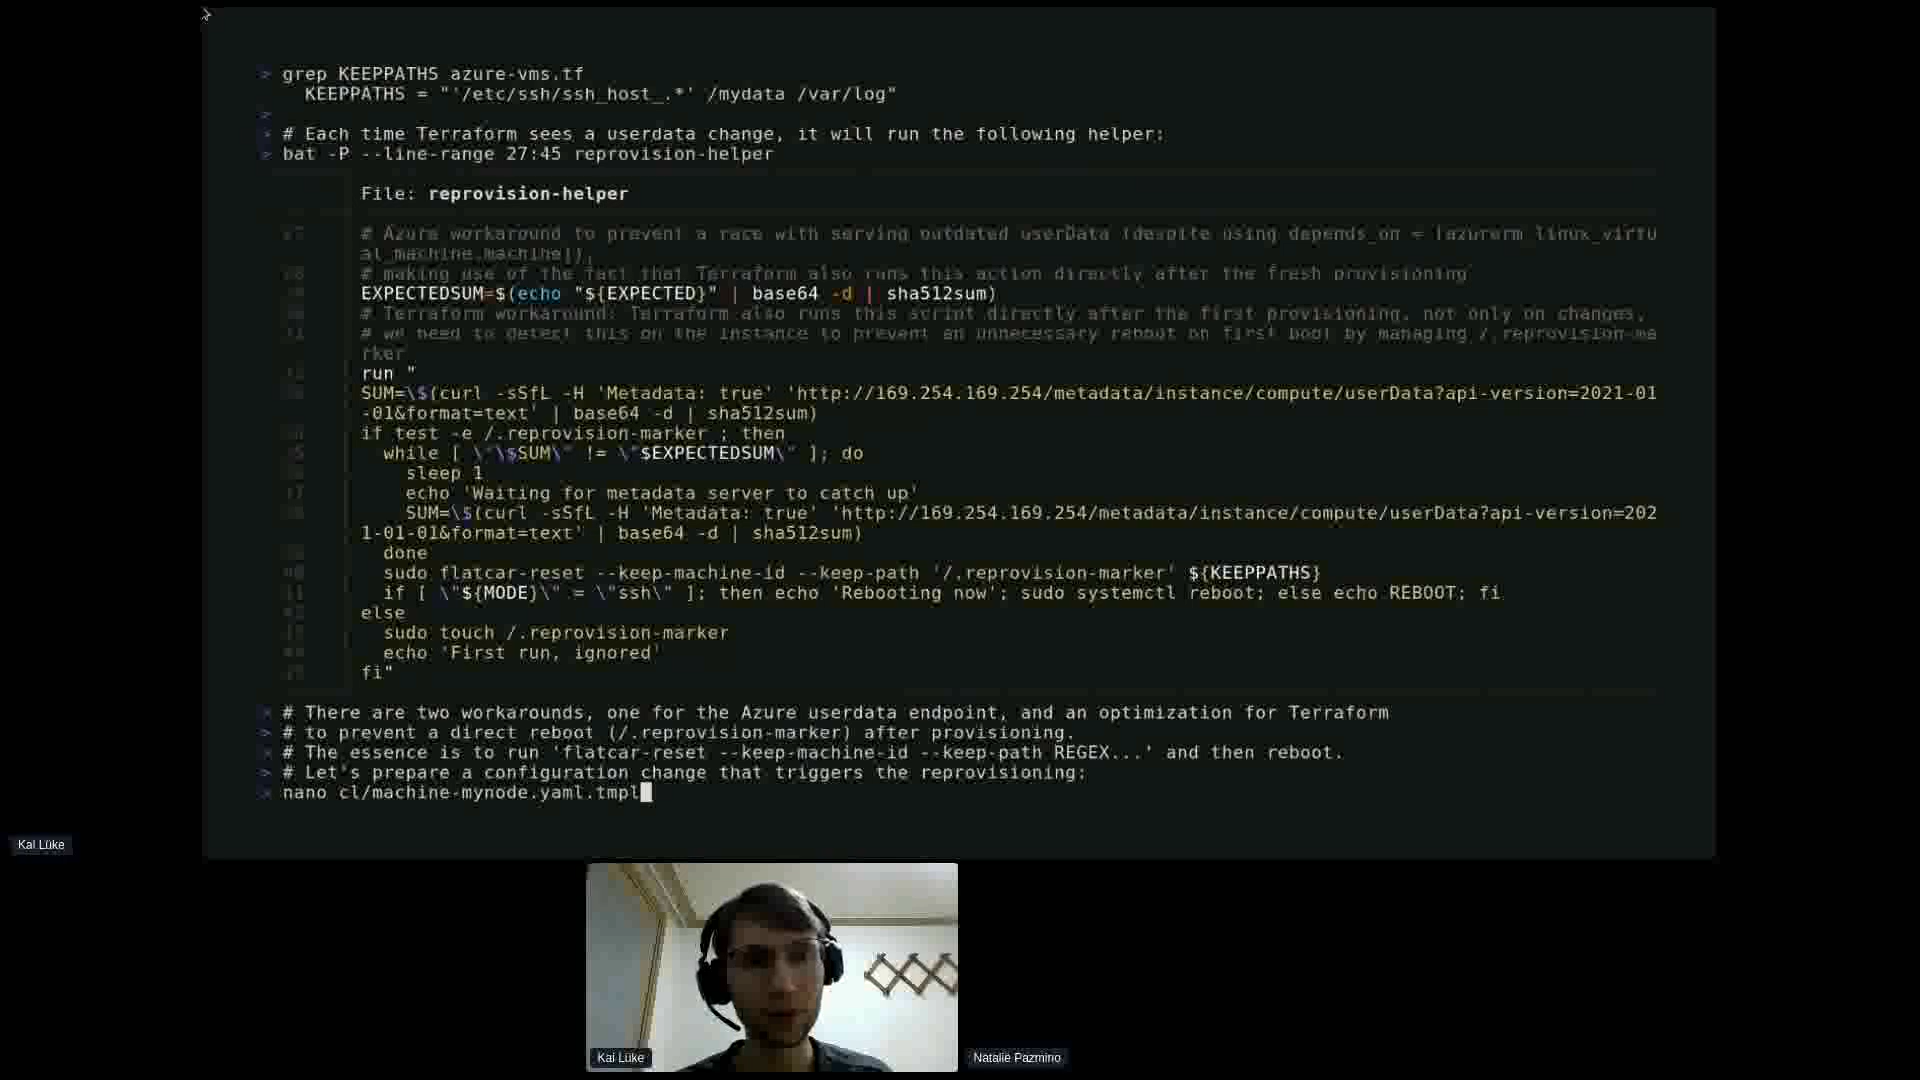 > grep KEEPPATHS azure-vms.tf
KEEPPATHS = "'/etc/ssh/ssh_host_.*' /mydata /var/log"
>
> # Each time Terraform sees a userdata change, it will run the following helper:
> bat -P --line-range 27:45 reprovision-helper
File: reprovision-helper
# Azure workaround to prevent a race with serving outdated userData (despite using depends_on = [azurerm_linux_virtu
al_machine.machine]),
# making use of the fact that Terraform also runs this action directly after the fresh provisioning
EXPECTEDSUM=$(echo "${EXPECTED}" | base64 -d | sha512sum)
# Terraform workaround: Terraform also runs this script directly after the first provisioning, not only on changes,
# we need to detect this on the instance to prevent an unnecessary reboot on first boot by managing /.reprovision-ma
rker
run "
SUM=\$(curl -sSfL -H 'Metadata: true' 'http://169.254.169.254/metadata/instance/compute/userData?api-version=2021-01
-01&format=text' | base64 -d | sha512sum)
if test -e /.reprovision-marker ; then
while [ \"\$SUM\" != \"$EXPECTEDSUM\" ]; do
sleep 1
echo 'Waiting for metadata server to catch up'
SUM=\$(curl -sSfL -H 'Metadata: true' 'http://169.254.169.254/metadata/instance/compute/userData?api-version=202
1-01-01&format=text' | base64 -d | sha512sum)
done
sudo flatcar-reset --keep-machine-id --keep-path '/.reprovision-marker' ${KEEPPATHS}
if [ \"${MODE}\" = \"ssh\" ]; then echo 'Rebooting now'; sudo systemctl reboot; else echo REBOOT; fi
else
sudo touch /.reprovision-marker
echo 'First run, ignored'
fi"
> # There are two workarounds, one for the Azure userdata endpoint, and an optimization for Terraform
> # to prevent a direct reboot (/.reprovision-marker) after provisioning.
> # The essence is to run 'flatcar-reset --keep-machine-id --keep-path REGEX...' and then reboot.
> # Let's prepare a configuration change that triggers the reprovisioning:
> nano cl/machine-mynode.yaml.tmpl
Kai Lüke
Kai Lüke
Natalie Pazmino